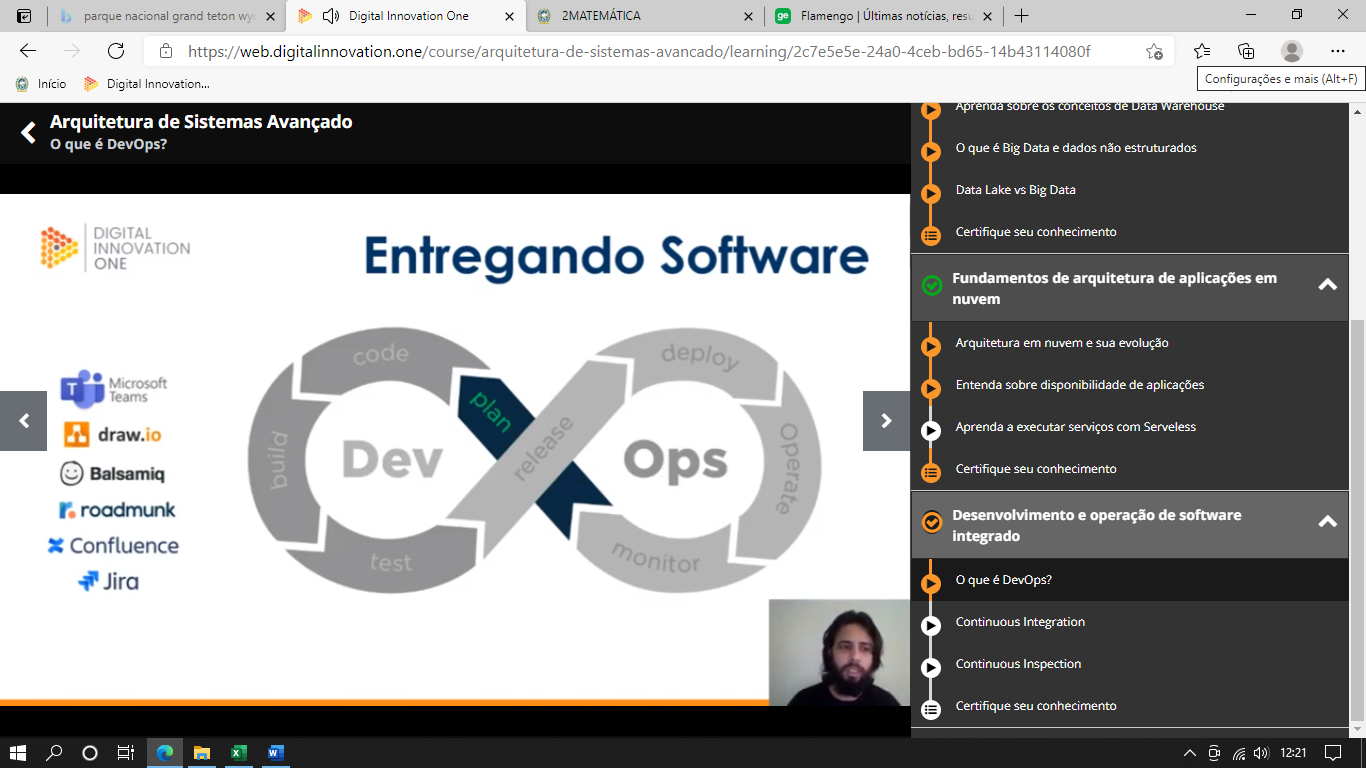 parque nacional grand teton wy
Digital Innovation One
2MATEMÁTICA
ge
Flamengo | Últimas notícias, resu
https://web.digitalinnovation.one/course/arquitetura-de-sistemas-avancado/learning/2c7e5e5e-24a0-4ceb-bd65-14b43114080f
Início
Digital Innovation...
Configurações e mais (Alt+F)
Arquitetura de Sistemas Avançado
O que é DevOps?
DIGITAL
INNOVATION
ONE
Entregando Software
Microsoft
Teams
draw.io
Balsamiq
roadmunk
Confluence
Jira
code
plan
build
Dev
test
release
deploy
Ops
Operate
monitor
Aprenda sobre os conceitos de Data Warehouse
O que é Big Data e dados não estruturados
Data Lake vs Big Data
Certifique seu conhecimento
Fundamentos de arquitetura de aplicações em
nuvem
Arquitetura em nuvem e sua evolução
Entenda sobre disponibilidade de aplicações
Aprenda a executar serviços com Serveless
Certifique seu conhecimento
Desenvolvimento e operação de software
integrado
O que é DevOps?
Continuous Integration
Continuous Inspection
Certifique seu conhecimento
12:21